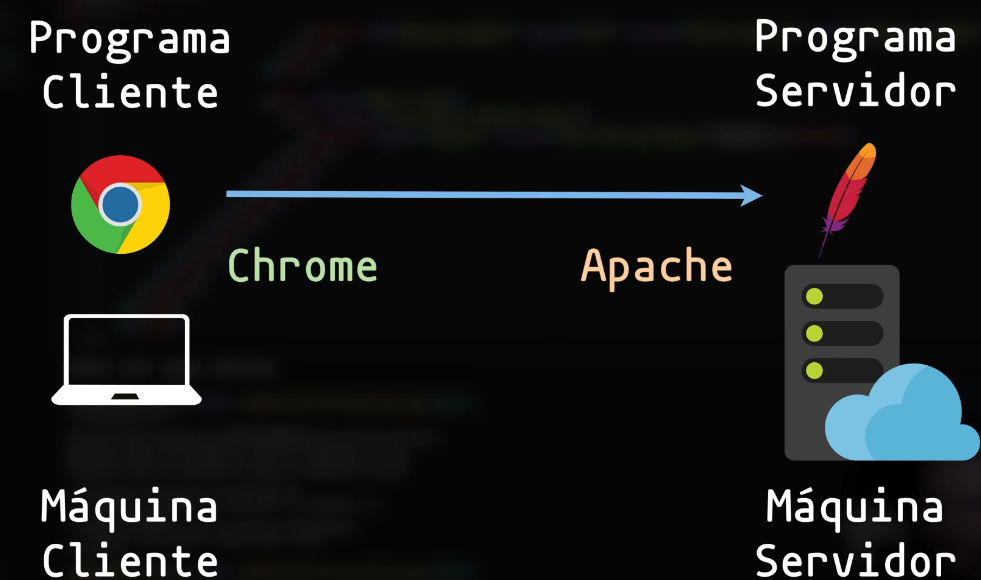 Programa
Cliente
Programa
Servidor
Chrome
Apache
Máquina
Cliente
Máquina
Servidor